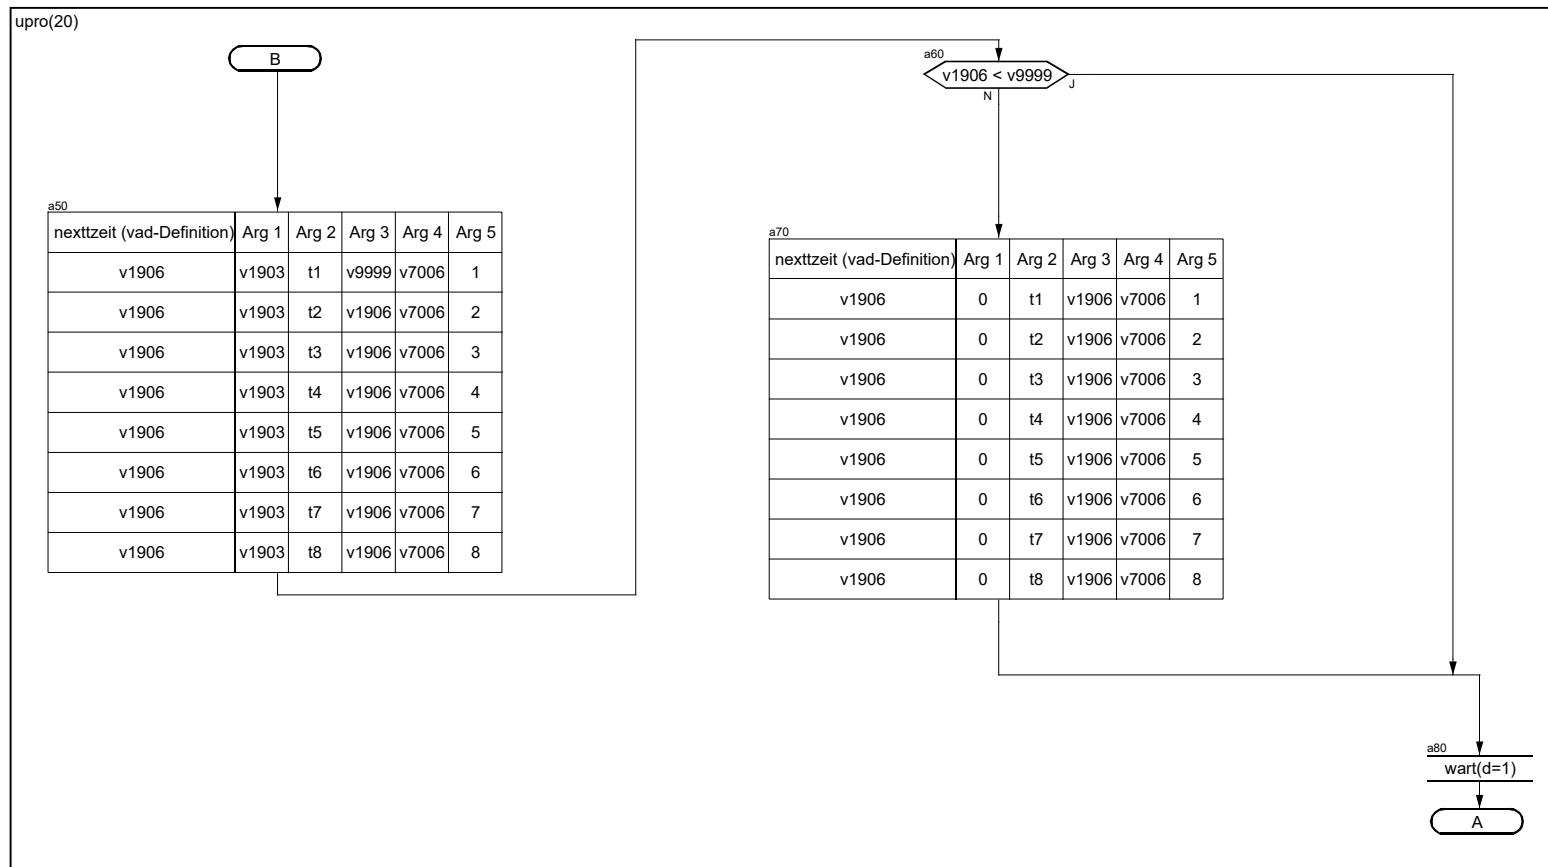 upro(20)
B
a50
nexttzeit (vad-Definition) Arg 1 Arg 2 Arg 3 Arg 4 Arg 5
v1906 v1903 t1 v9999 v7006 1
v1906 v1903 t2 v1906 v7006 2
v1906 v1903 t3 v1906 v7006 3
v1906 v1903 t4 v1906 v7006 4
v1906 v1903 t5 v1906 v7006 5
v1906 v1903 t6 v1906 v7006 6
v1906 v1903 t7 v1906 v7006 7
v1906 v1903 t8 v1906 v7006 8
a60
v1906 < v9999
J
N
a70
nexttzeit (vad-Definition) Arg 1 Arg 2 Arg 3 Arg 4 Arg 5
v1906 0 t1 v1906 v7006 1
v1906 0 t2 v1906 v7006 2
v1906 0 t3 v1906 v7006 3
v1906 0 t4 v1906 v7006 4
v1906 0 t5 v1906 v7006 5
v1906 0 t6 v1906 v7006 6
v1906 0 t7 v1906 v7006 7
v1906 0 t8 v1906 v7006 8
a80
wart(d=1)
A